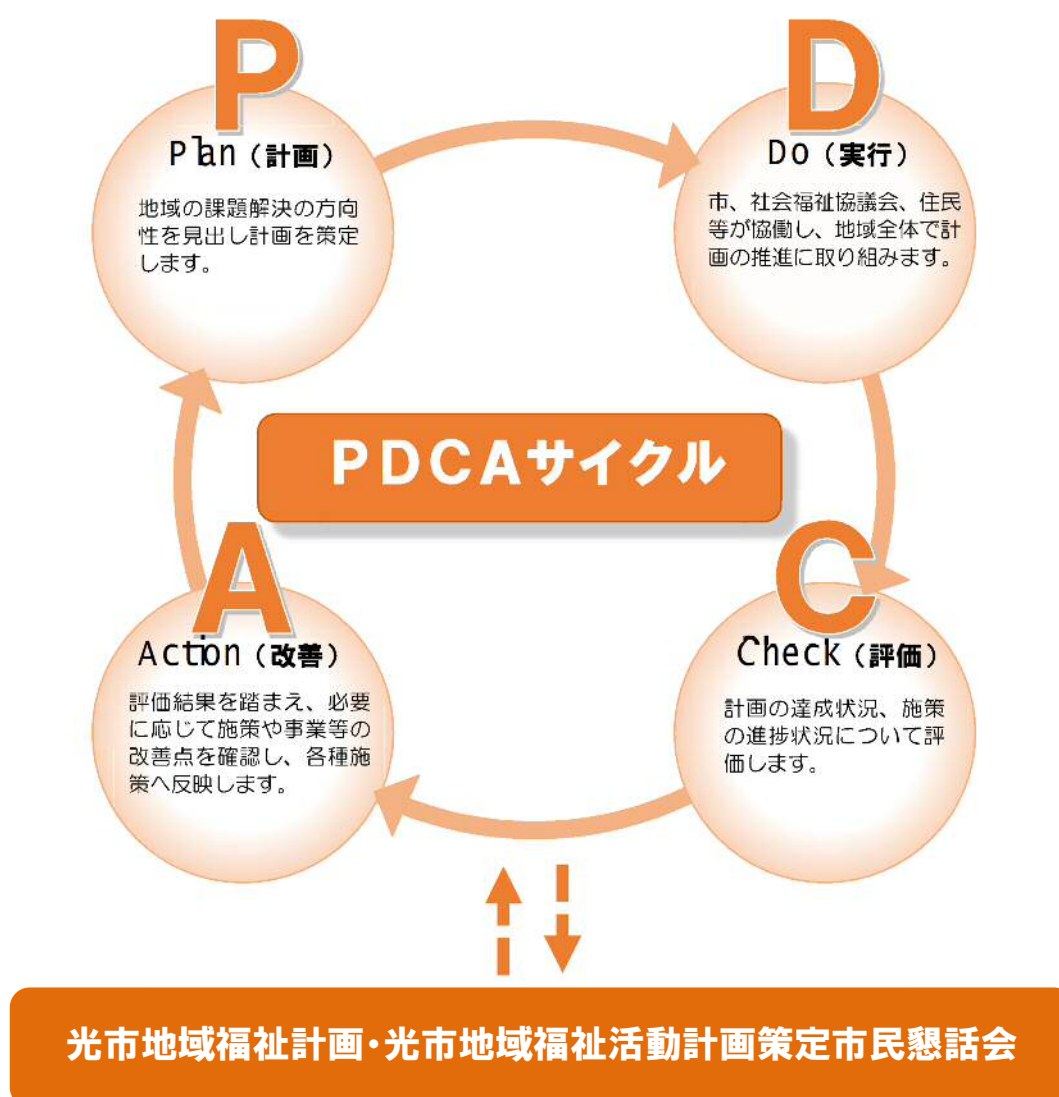 P
Plan（計画）
地域の課題解決の方向
性を見出し計画を策定
します。
D
Do（実行）
市、社会福祉協議会、住民
等が協働し、地域全体で計
画の推進に取り組みます。
PDCAサイクル
C
Check（評価）
計画の達成状況、施策
の進捗状況について評
価します。
A
Action（改善）
評価結果を踏まえ、必要
に応じて施策や事業等の
改善点を確認し、各種施
策へ反映します。
光市地域福祉計画・光市地域福祉活動計画策定市民懇話会